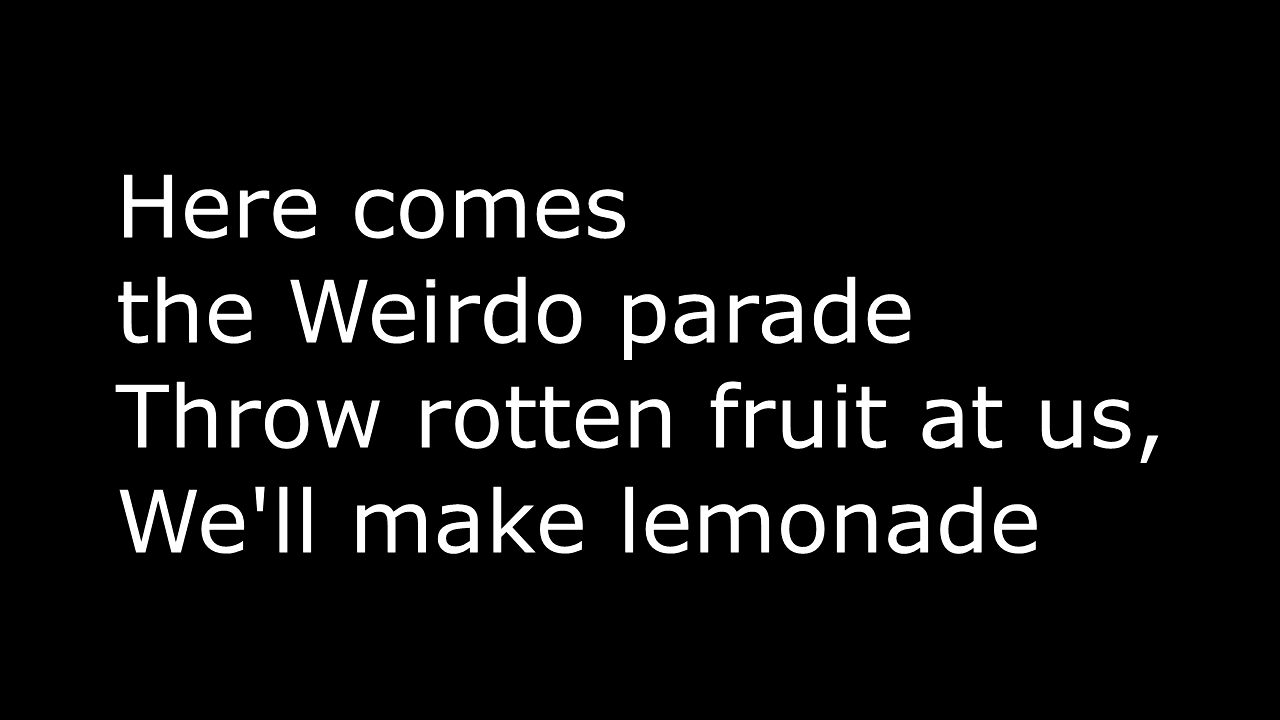 Here comes
the Weirdo parade
Throw rotten fruit at us,
We'll make lemonade